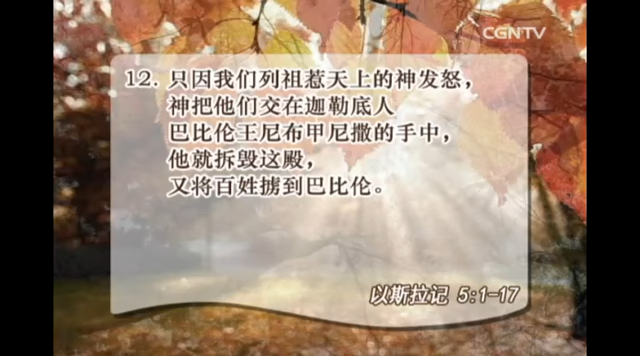 CGNTV
12. 只因我们列祖惹天上的神发怒，
神把他们交在迦勒底人
巴比伦王尼布甲尼撒的手中，
他就拆毁这殿，
又将百姓掳到巴比伦。
以斯拉记 5:1-17